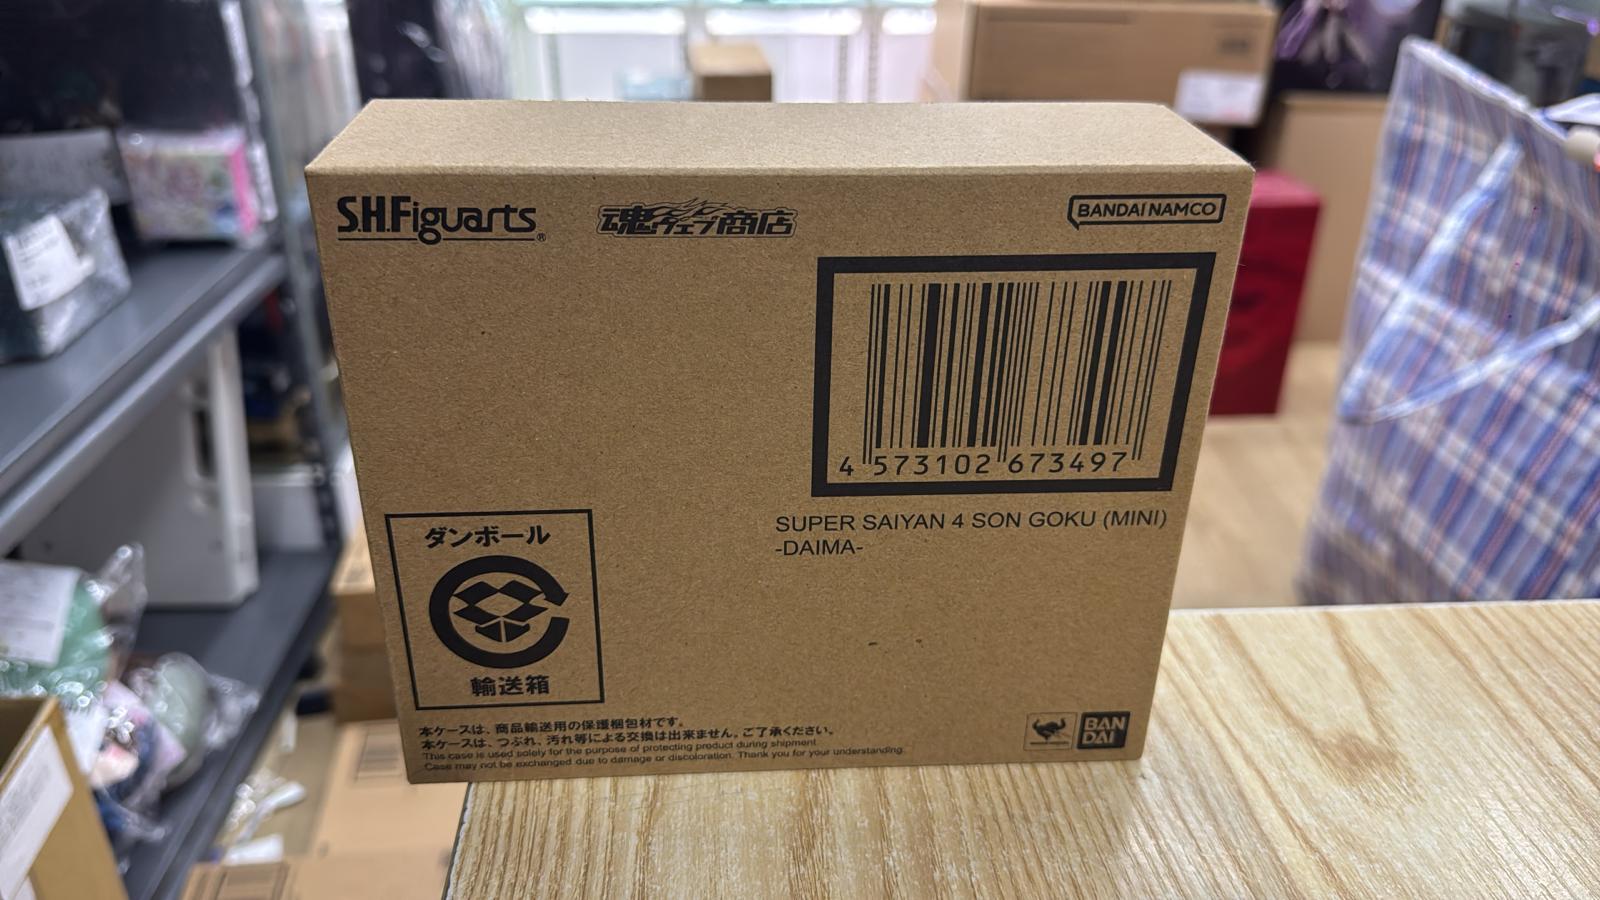 S.H.Figuarts®
魂ウェブ商店
BANDAI NAMCO
4 573102 673497
SUPER SAIYAN 4 SON GOKU (MINI)
-DAIMA-
ダンボール
輸送箱
本ケースは、商品輸送用の保護梱包材です。
本ケースは、つぶれ、汚れ等による交換は出来ません。ご了承ください。
This case is used solely for the purpose of protecting product during shipment.
Case may not be exchanged due to damage or discoloration. Thank you for your understanding.
BAN
DAI